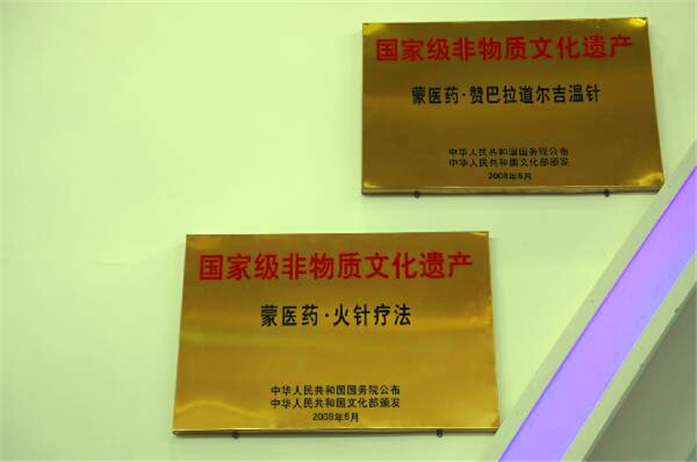 国家级非物质文化遗产
蒙医药·赞巴拉道尔吉温针
中华人民共和国国务院公布
中华人民共和国文化部颁发
2008年6月
国家级非物质文化遗产
蒙医药·火针疗法
中华人民共和国国务院公布
中华人民共和国文化部颁发
2008年6月